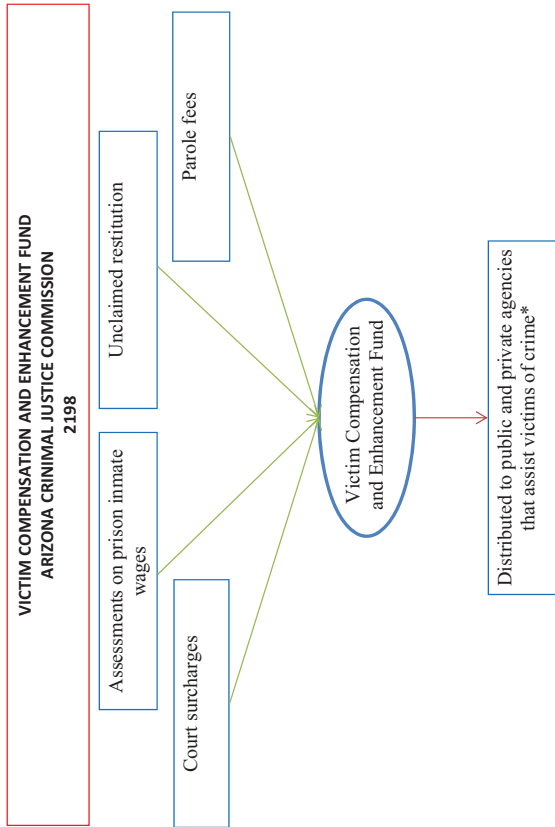 VICTIM COMPENSATION AND ENHANCEMENT FUND
ARIZONA CRINIMAL JUSTICE COMMISSION
2198
Assessments on prison inmate
wages
Unclaimed restitution
Court surcharges
Parole fees
Victim Compensation
and Enhancement Fund
Distributed to public and private agencies
that assist victims of crime*